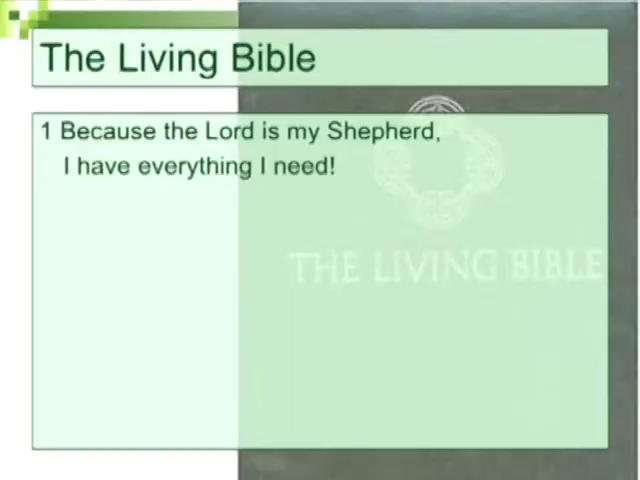 The Living Bible
1 Because the Lord is my Shepherd,
I have everything I need!
THE LIVING BIBLE